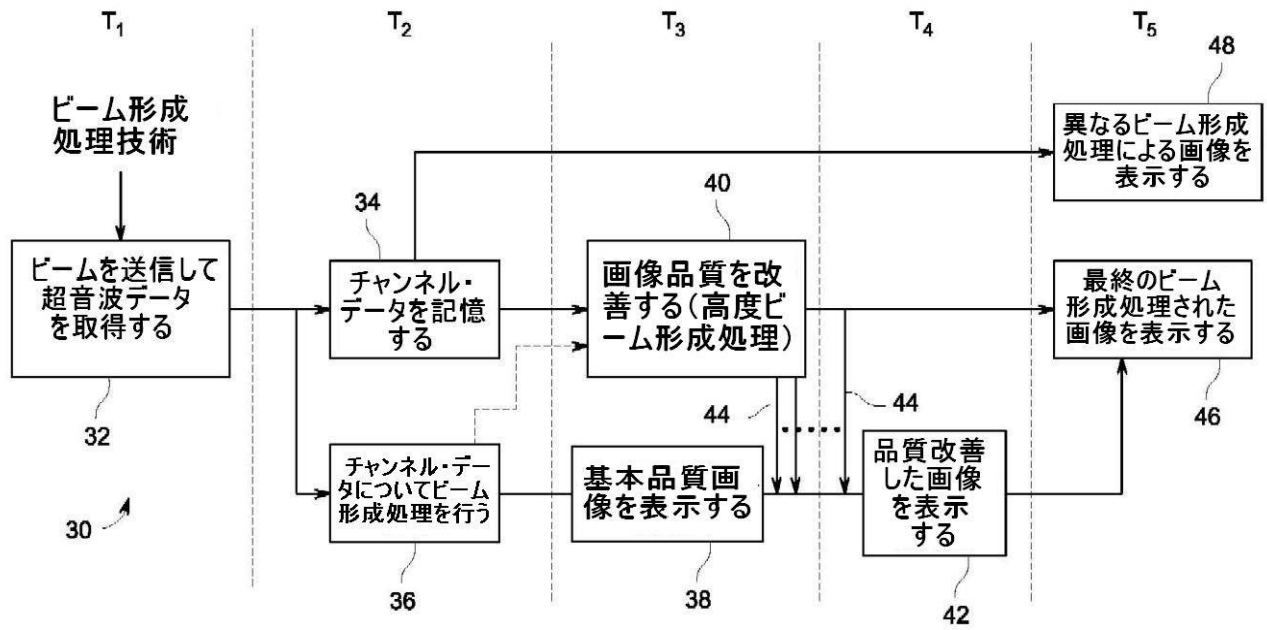 T1
T2
T3
T4
T5
ビーム形成
処理技術
ビームを送信して
超音波データ
を取得する
32
30
34
チャンネル・
データを記憶
する
チャンネル・デー
タについてビーム
形成処理を行う
36
40
画像品質を改
善する(高度ビ
ーム形成処理)
44
44
基本品質画
像を表示する
38
品質改善
した画像
を表示
する
42
48
異なるビーム形成
処理による画像を
表示する
最終のビーム
形成処理された
画像を表示する
46